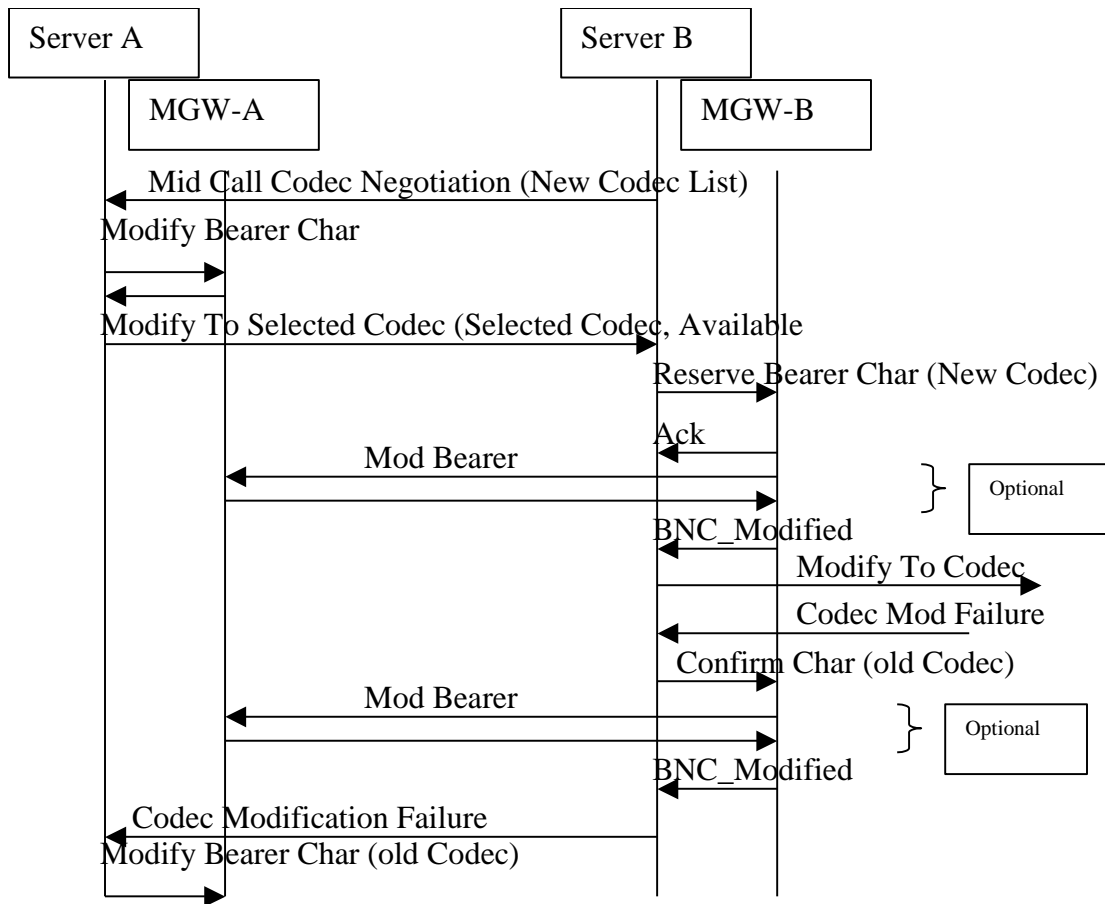 Server A
Server B
MGW-A
MGW-B
Mid Call Codec Negotiation (New Codec List)
Modify Bearer Char
Modify To Selected Codec (Selected Codec, Available
Reserve Bearer Char (New Codec)
Ack
Mod Bearer
Optional
BNC_Modified
Modify To Codec
Codec Mod Failure
Confirm Char (old Codec)
Mod Bearer
Optional
BNC_Modified
Codec Modification Failure
Modify Bearer Char (old Codec)